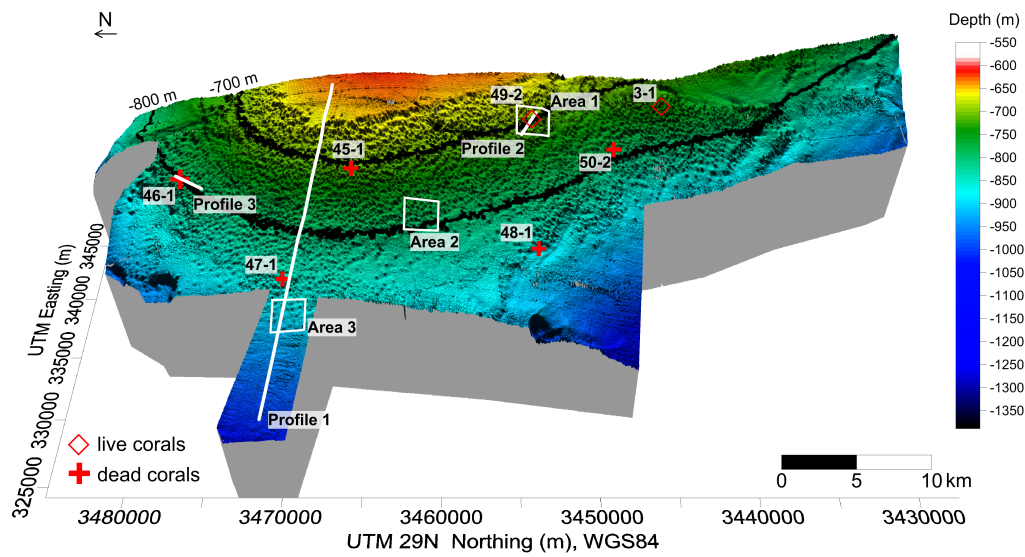 N
Depth (m)
-550
-600
-650
-700
-750
-800
-850
-900
-950
-1000
-1050
-1100
-1150
-1200
-1250
-1300
-1350
-800 m
-700 m
49-2
Area 1
3-1
Profile 2
45-1
50-2
46-1
Profile 3
Area 2
48-1
47-1
Area 3
Profile 1
UTM Easting (m)
345000
340000
335000
330000
325000
live corals
dead corals
0 5 10 km
3480000 3470000 3460000 3450000 3440000 3430000
UTM 29N Northing (m), WGS84